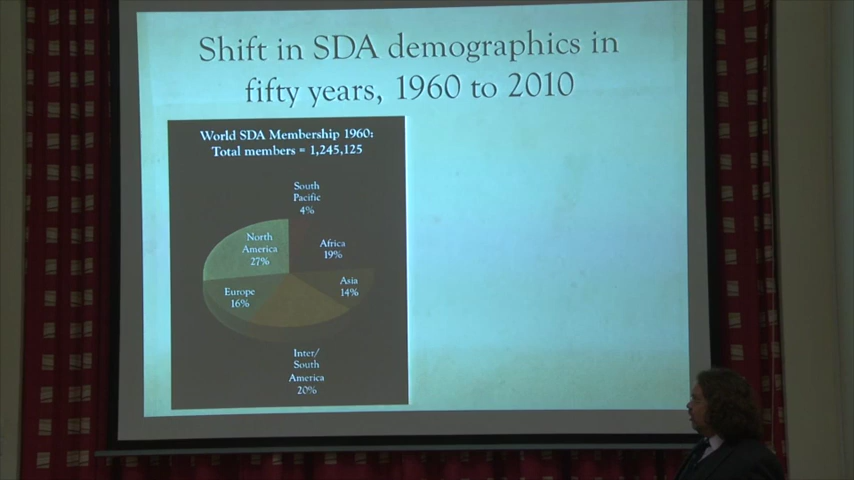 Shift in SDA demographics in
fifty years, 1960 to 2010
World SDA Membership 1960:
Total members = 1,245,125
South
Pacific
4%
North
America
27%
Africa
19%
Asia
14%
Europe
16%
Inter/
South
America
20%